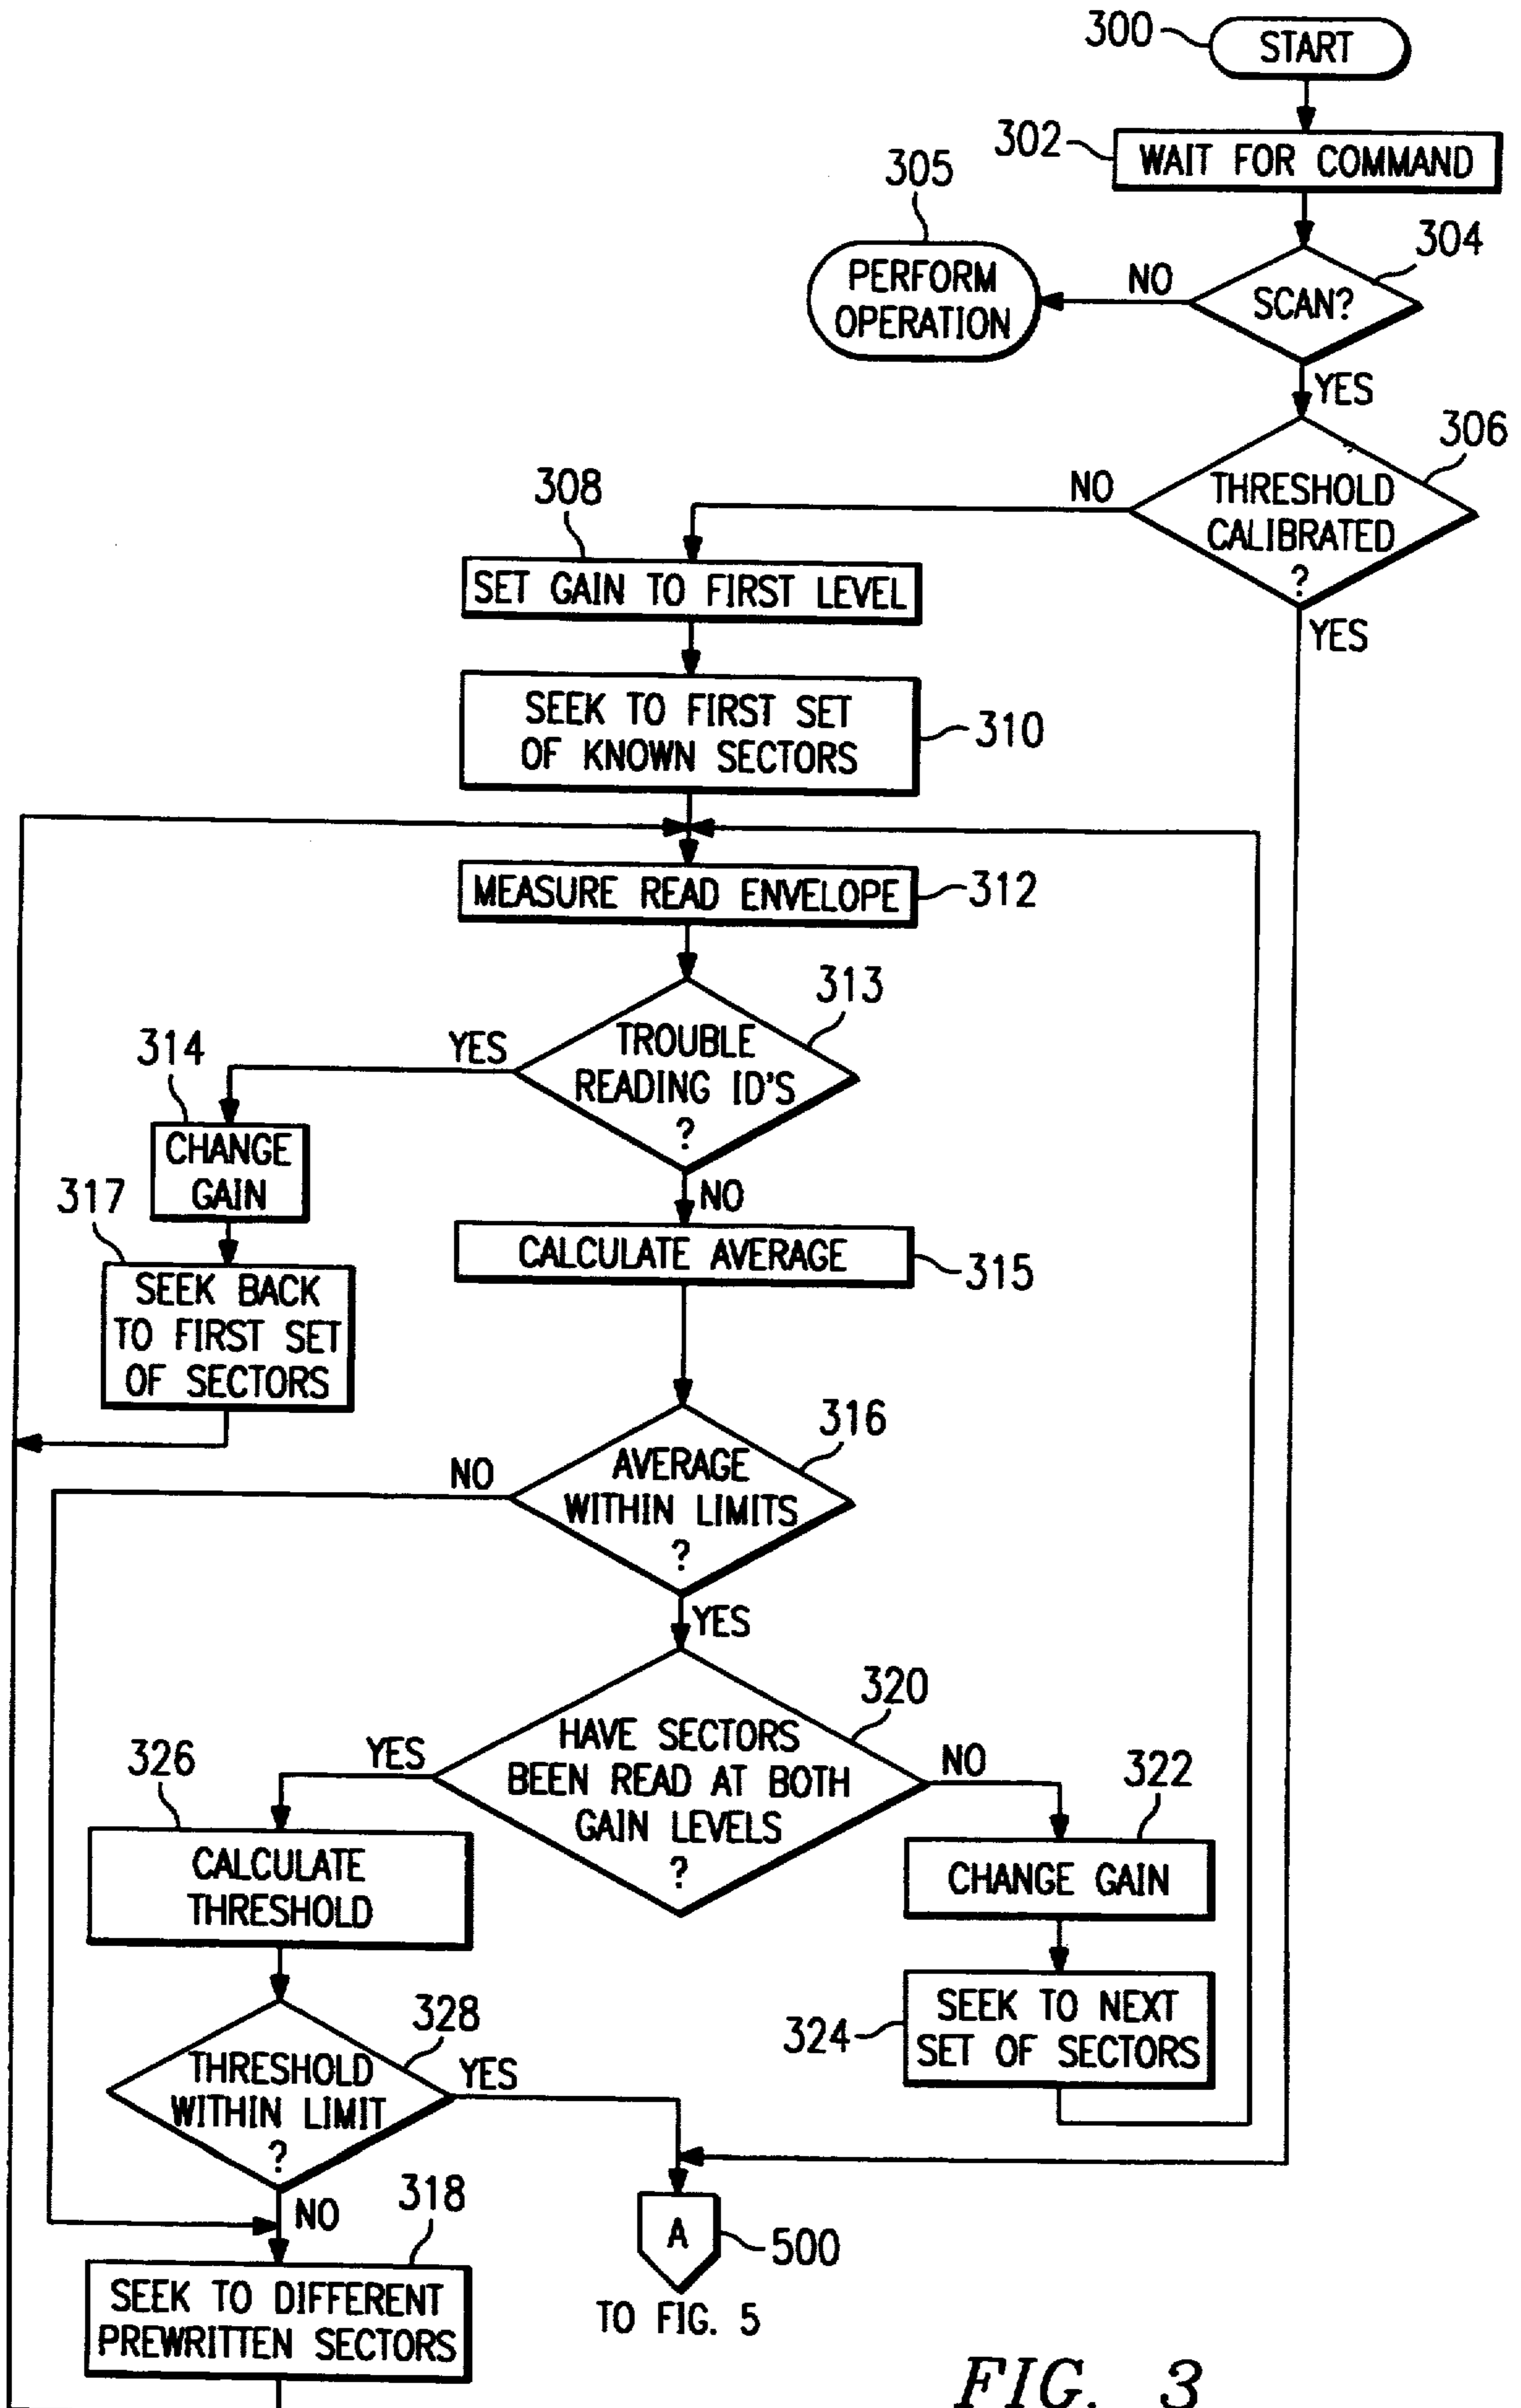 300
START
302
WAIT FOR COMMAND
305
304
PERFORM
OPERATION
NO
SCAN?
YES
306
308
NO
THRESHOLD
CALIBRATED
?
SET GAIN TO FIRST LEVEL
YES
SEEK TO FIRST SET
OF KNOWN SECTORS
310
MEASURE READ ENVELOPE
312
313
314
YES
TROUBLE
READING ID'S
?
CHANGE
GAIN
317
NO
CALCULATE AVERAGE
315
SEEK BACK
TO FIRST SET
OF SECTORS
316
NO
AVERAGE
WITHIN LIMITS
?
YES
320
326
YES
HAVE SECTORS
BEEN READ AT BOTH
GAIN LEVELS
?
NO
322
CALCULATE
THRESHOLD
CHANGE GAIN
328
324
SEEK TO NEXT
SET OF SECTORS
THRESHOLD
WITHIN LIMIT
?
YES
NO
318
A
500
SEEK TO DIFFERENT
PREWRITTEN SECTORS
TO FIG. 5
FIG. 3